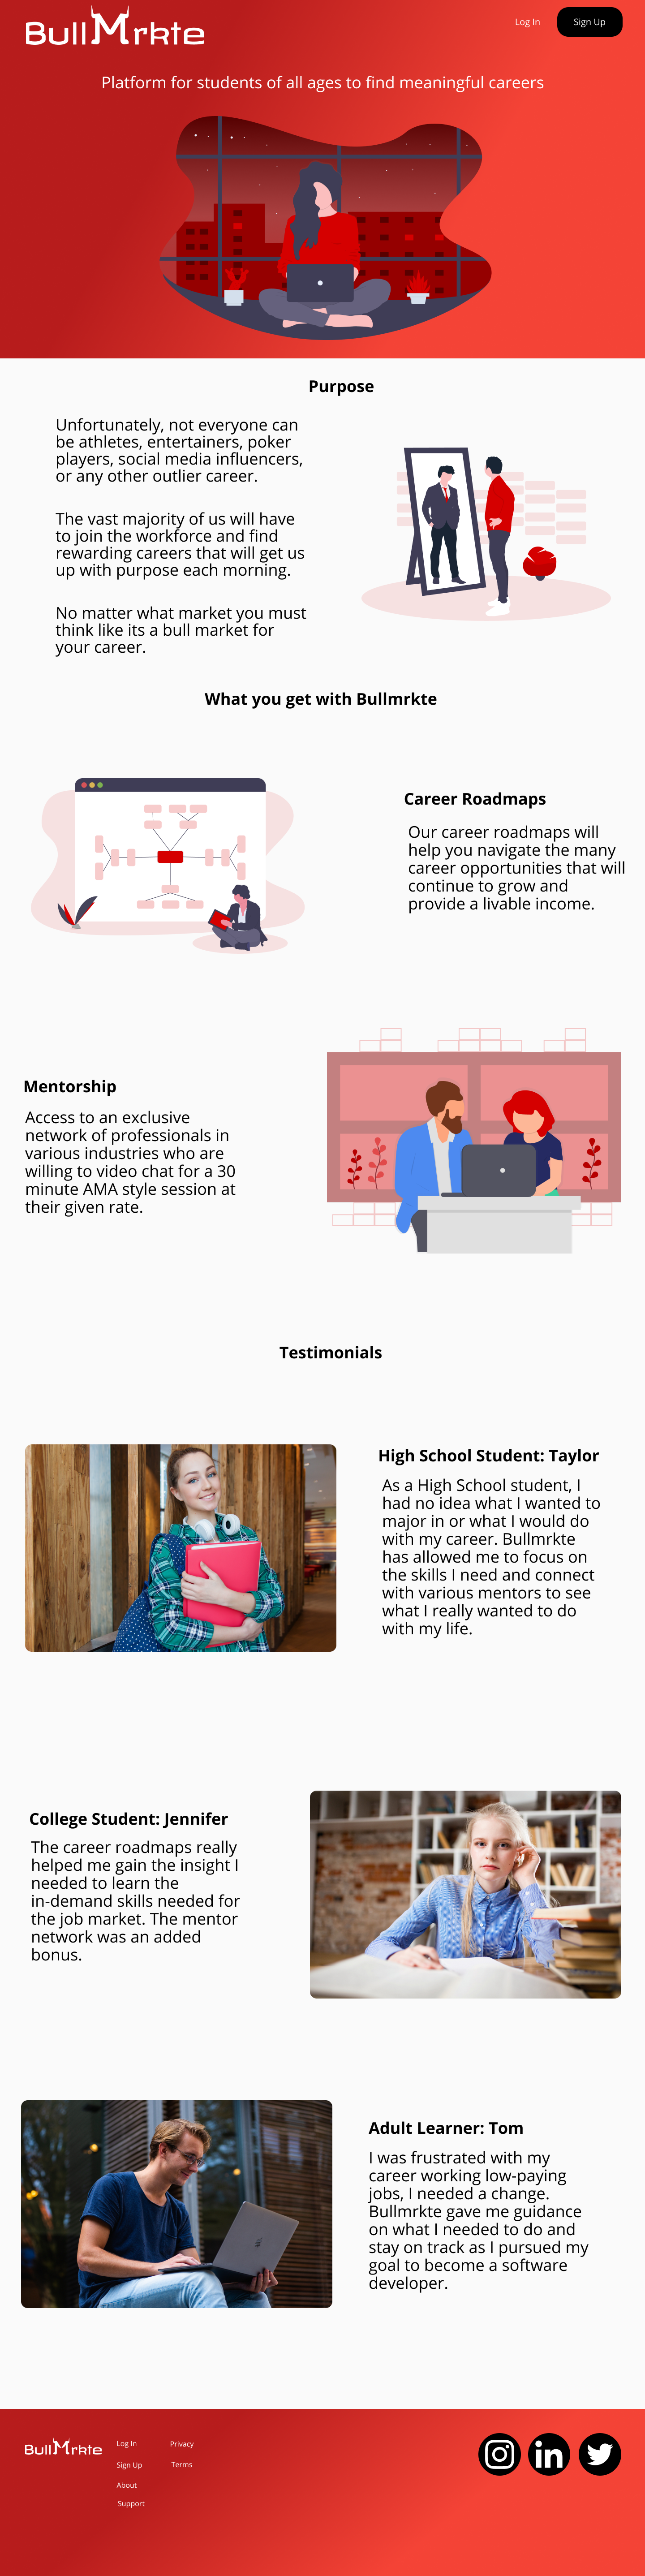 BullMrkte
Log In
Sign Up
Platform for students of all ages to find meaningful careers
Purpose
Unfortunately, not everyone can
be athletes, entertainers, poker
players, social media influencers,
or any other outlier career.
The vast majority of us will have
to join the workforce and find
rewarding careers that will get us
up with purpose each morning.
No matter what market you must
think like its a bull market for
your career.
What you get with Bullmrkte
Career Roadmaps
Our career roadmaps will
help you navigate the many
career opportunities that will
continue to grow and
provide a livable income.
Mentorship
Access to an exclusive
network of professionals in
various industries who are
willing to video chat for a 30
minute AMA style session at
their given rate.
Testimonials
High School Student: Taylor
As a High School student, I
had no idea what I wanted to
major in or what I would do
with my career. Bullmrkte
has allowed me to focus on
the skills I need and connect
with various mentors to see
what I really wanted to do
with my life.
College Student: Jennifer
The career roadmaps really
helped me gain the insight I
needed to learn the
in-demand skills needed for
the job market. The mentor
network was an added
bonus.
Adult Learner: Tom
I was frustrated with my
career working low-paying
jobs, I needed a change.
Bullmrkte gave me guidance
on what I needed to do and
stay on track as I pursued my
goal to become a software
developer.
BullMrkte
Log In
Privacy
Sign Up
Terms
About
Support
in